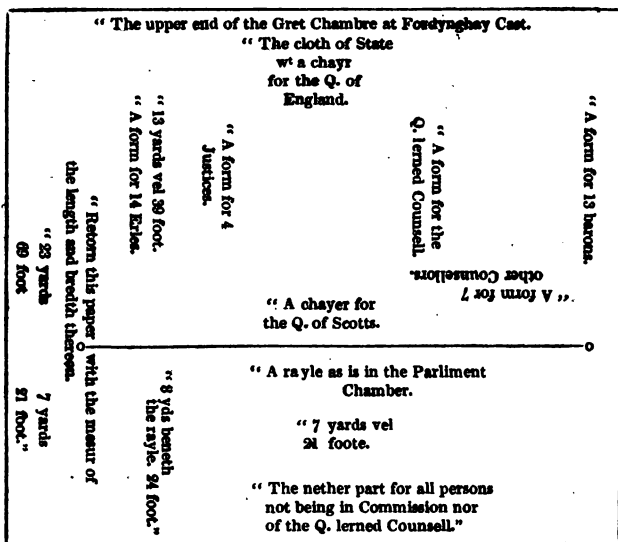 “ The upper end of the Gret Chambre at Fordynghay Cast.
“ The cloth of State
wt a chayr
for the Q. of
England.
“ 13 yards vel 39 foot.
“ A form for 14 Erles.
“ A form for 4
Justices.
“ A form for the
Q. lerned Counsell.
“ A form for 13 barons.
“ A form for 7
other Counsellors.
“ Retorn this paper with the mesur of
the length and bredth thereon.
“ 23 yards
69 foot
7 yards
21 foot.”
“ A chayer for
the Q. of Scotts.
“ A rayle as is in the Parliment
Chamber.
“ 8 yds beneth
the rayle. 24 foot.”
“ 7 yards vel
21 foote.
“ The nether part for all persons
not being in Commission nor
of the Q. lerned Counsell.”